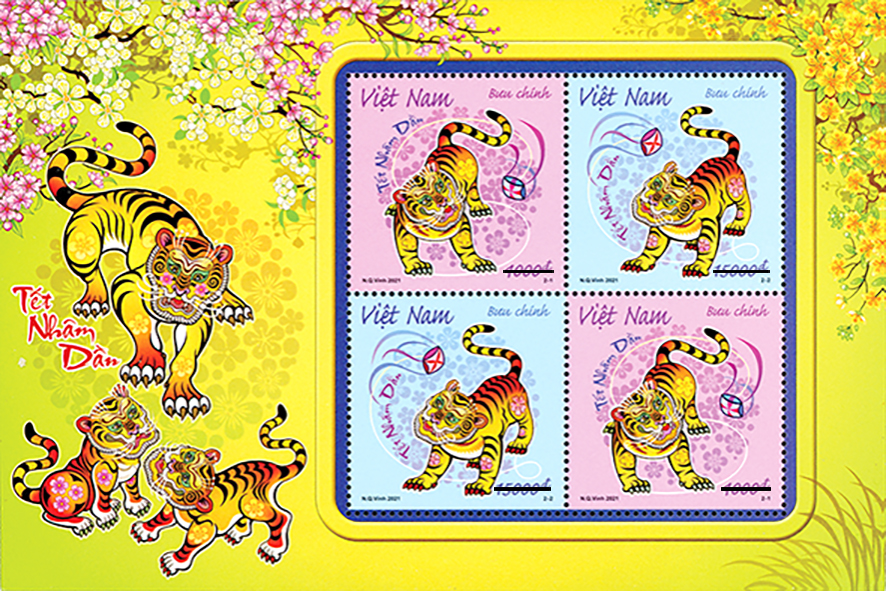 Việt Nam Bưu chính
Tết Nhâm Dần
4000đ
N.Q.Vinh 2021 2-1
Việt Nam Bưu chính
Tết Nhâm Dần
15000đ
N.Q.Vinh 2021 2-2
Tết
Nhâm
Dần
Việt Nam Bưu chính
Tết Nhâm Dần
15000đ
N.Q.Vinh 2021 2-2
Việt Nam Bưu chính
Tết Nhâm Dần
4000đ
N.Q.Vinh 2021 2-1